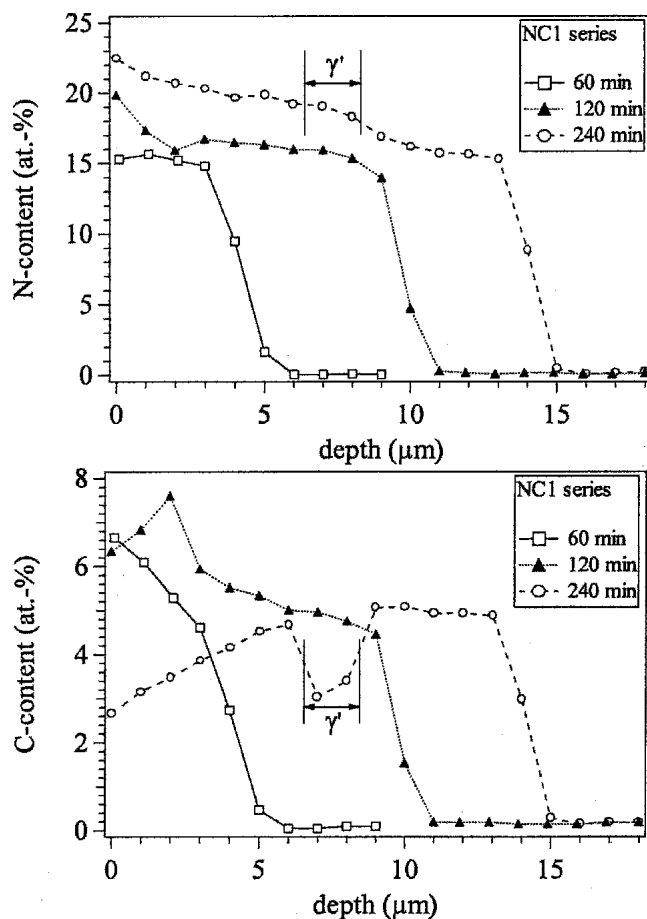 NC1 series
60 min
120 min
240 min
γ'
N-content (at.-%)
25
20
15
10
5
0
0 5 10 15
depth (μm)
NC1 series
60 min
120 min
240 min
γ'
C-content (at.-%)
8
6
4
2
0
0 5 10 15
depth (μm)